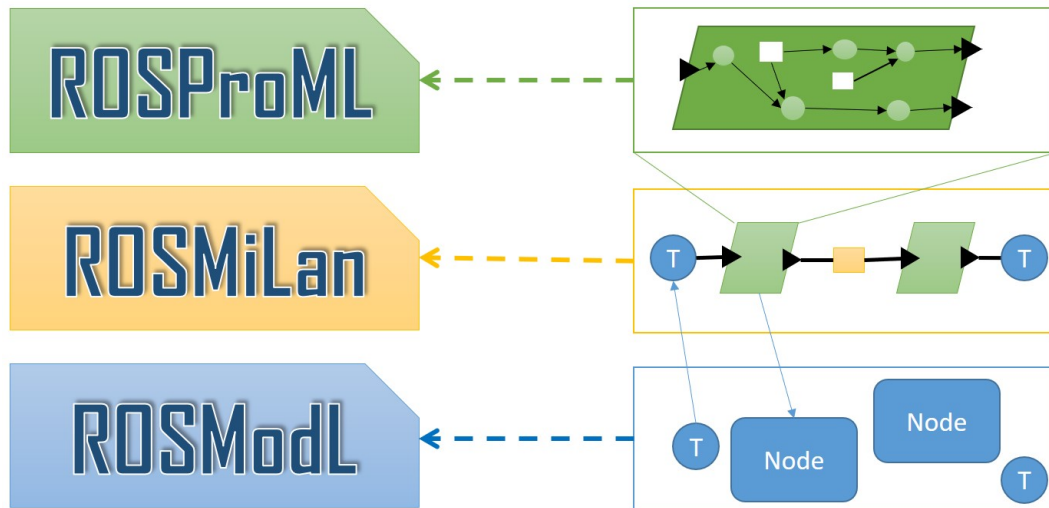 ROSProML
ROSMiLan
T
T
ROSModL
T
Node
Node
T